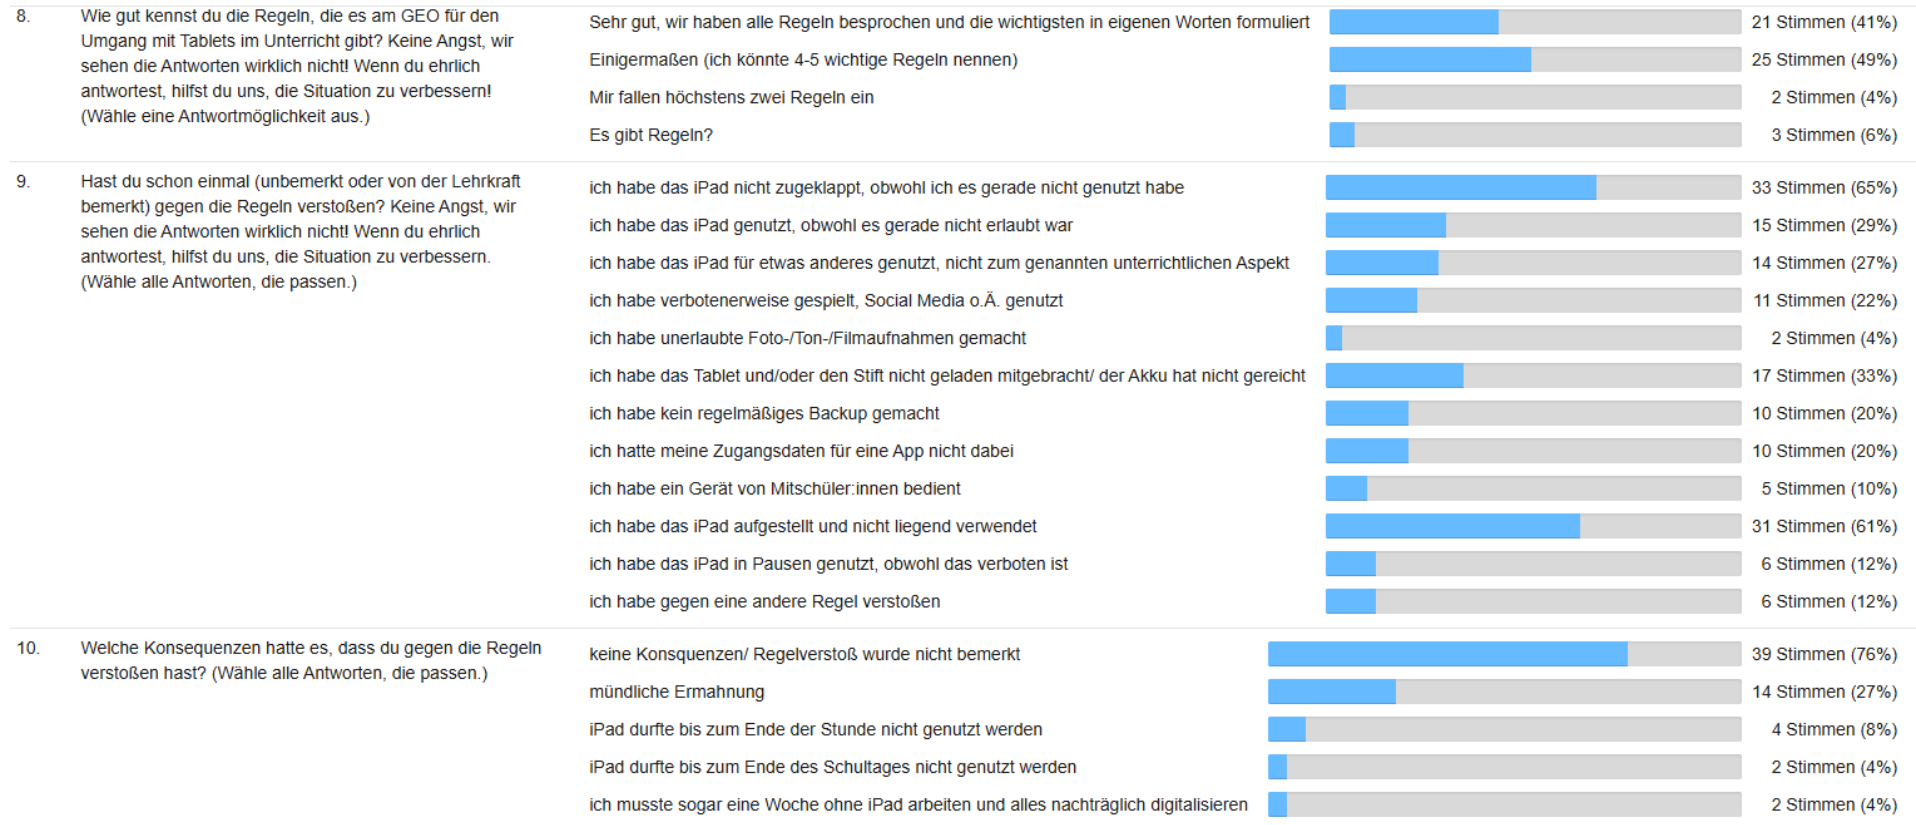 8.
Wie gut kennst du die Regeln, die es am GEO für den
Umgang mit Tablets im Unterricht gibt? Keine Angst, wir
sehen die Antworten wirklich nicht! Wenn du ehrlich
antwortest, hilfst du uns, die Situation zu verbessern!
(Wähle eine Antwortmöglichkeit aus.)
Sehr gut, wir haben alle Regeln besprochen und die wichtigsten in eigenen Worten formuliert 21 Stimmen (41%)
Einigermaßen (ich könnte 4-5 wichtige Regeln nennen) 25 Stimmen (49%)
Mir fallen höchstens zwei Regeln ein 2 Stimmen (4%)
Es gibt Regeln? 3 Stimmen (6%)
9.
Hast du schon einmal (unbemerkt oder von der Lehrkraft
bemerkt) gegen die Regeln verstoßen? Keine Angst, wir
sehen die Antworten wirklich nicht! Wenn du ehrlich
antwortest, hilfst du uns, die Situation zu verbessern.
(Wähle alle Antworten, die passen.)
ich habe das iPad nicht zugeklappt, obwohl ich es gerade nicht genutzt habe 33 Stimmen (65%)
ich habe das iPad genutzt, obwohl es gerade nicht erlaubt war 15 Stimmen (29%)
ich habe das iPad für etwas anderes genutzt, nicht zum genannten unterrichtlichen Aspekt 14 Stimmen (27%)
ich habe verbotenerweise gespielt, Social Media o.Ä. genutzt 11 Stimmen (22%)
ich habe unerlaubte Foto-/Ton-/Filmaufnahmen gemacht 2 Stimmen (4%)
ich habe das Tablet und/oder den Stift nicht geladen mitgebracht/ der Akku hat nicht gereicht 17 Stimmen (33%)
ich habe kein regelmäßiges Backup gemacht 10 Stimmen (20%)
ich hatte meine Zugangsdaten für eine App nicht dabei 10 Stimmen (20%)
ich habe ein Gerät von Mitschüler:innen bedient 5 Stimmen (10%)
ich habe das iPad aufgestellt und nicht liegend verwendet 31 Stimmen (61%)
ich habe das iPad in Pausen genutzt, obwohl das verboten ist 6 Stimmen (12%)
ich habe gegen eine andere Regel verstoßen 6 Stimmen (12%)
10.
Welche Konsequenzen hatte es, dass du gegen die Regeln
verstoßen hast? (Wähle alle Antworten, die passen.)
keine Konsquenzen/ Regelverstoß wurde nicht bemerkt 39 Stimmen (76%)
mündliche Ermahnung 14 Stimmen (27%)
iPad durfte bis zum Ende der Stunde nicht genutzt werden 4 Stimmen (8%)
iPad durfte bis zum Ende des Schultages nicht genutzt werden 2 Stimmen (4%)
ich musste sogar eine Woche ohne iPad arbeiten und alles nachträglich digitalisieren 2 Stimmen (4%)